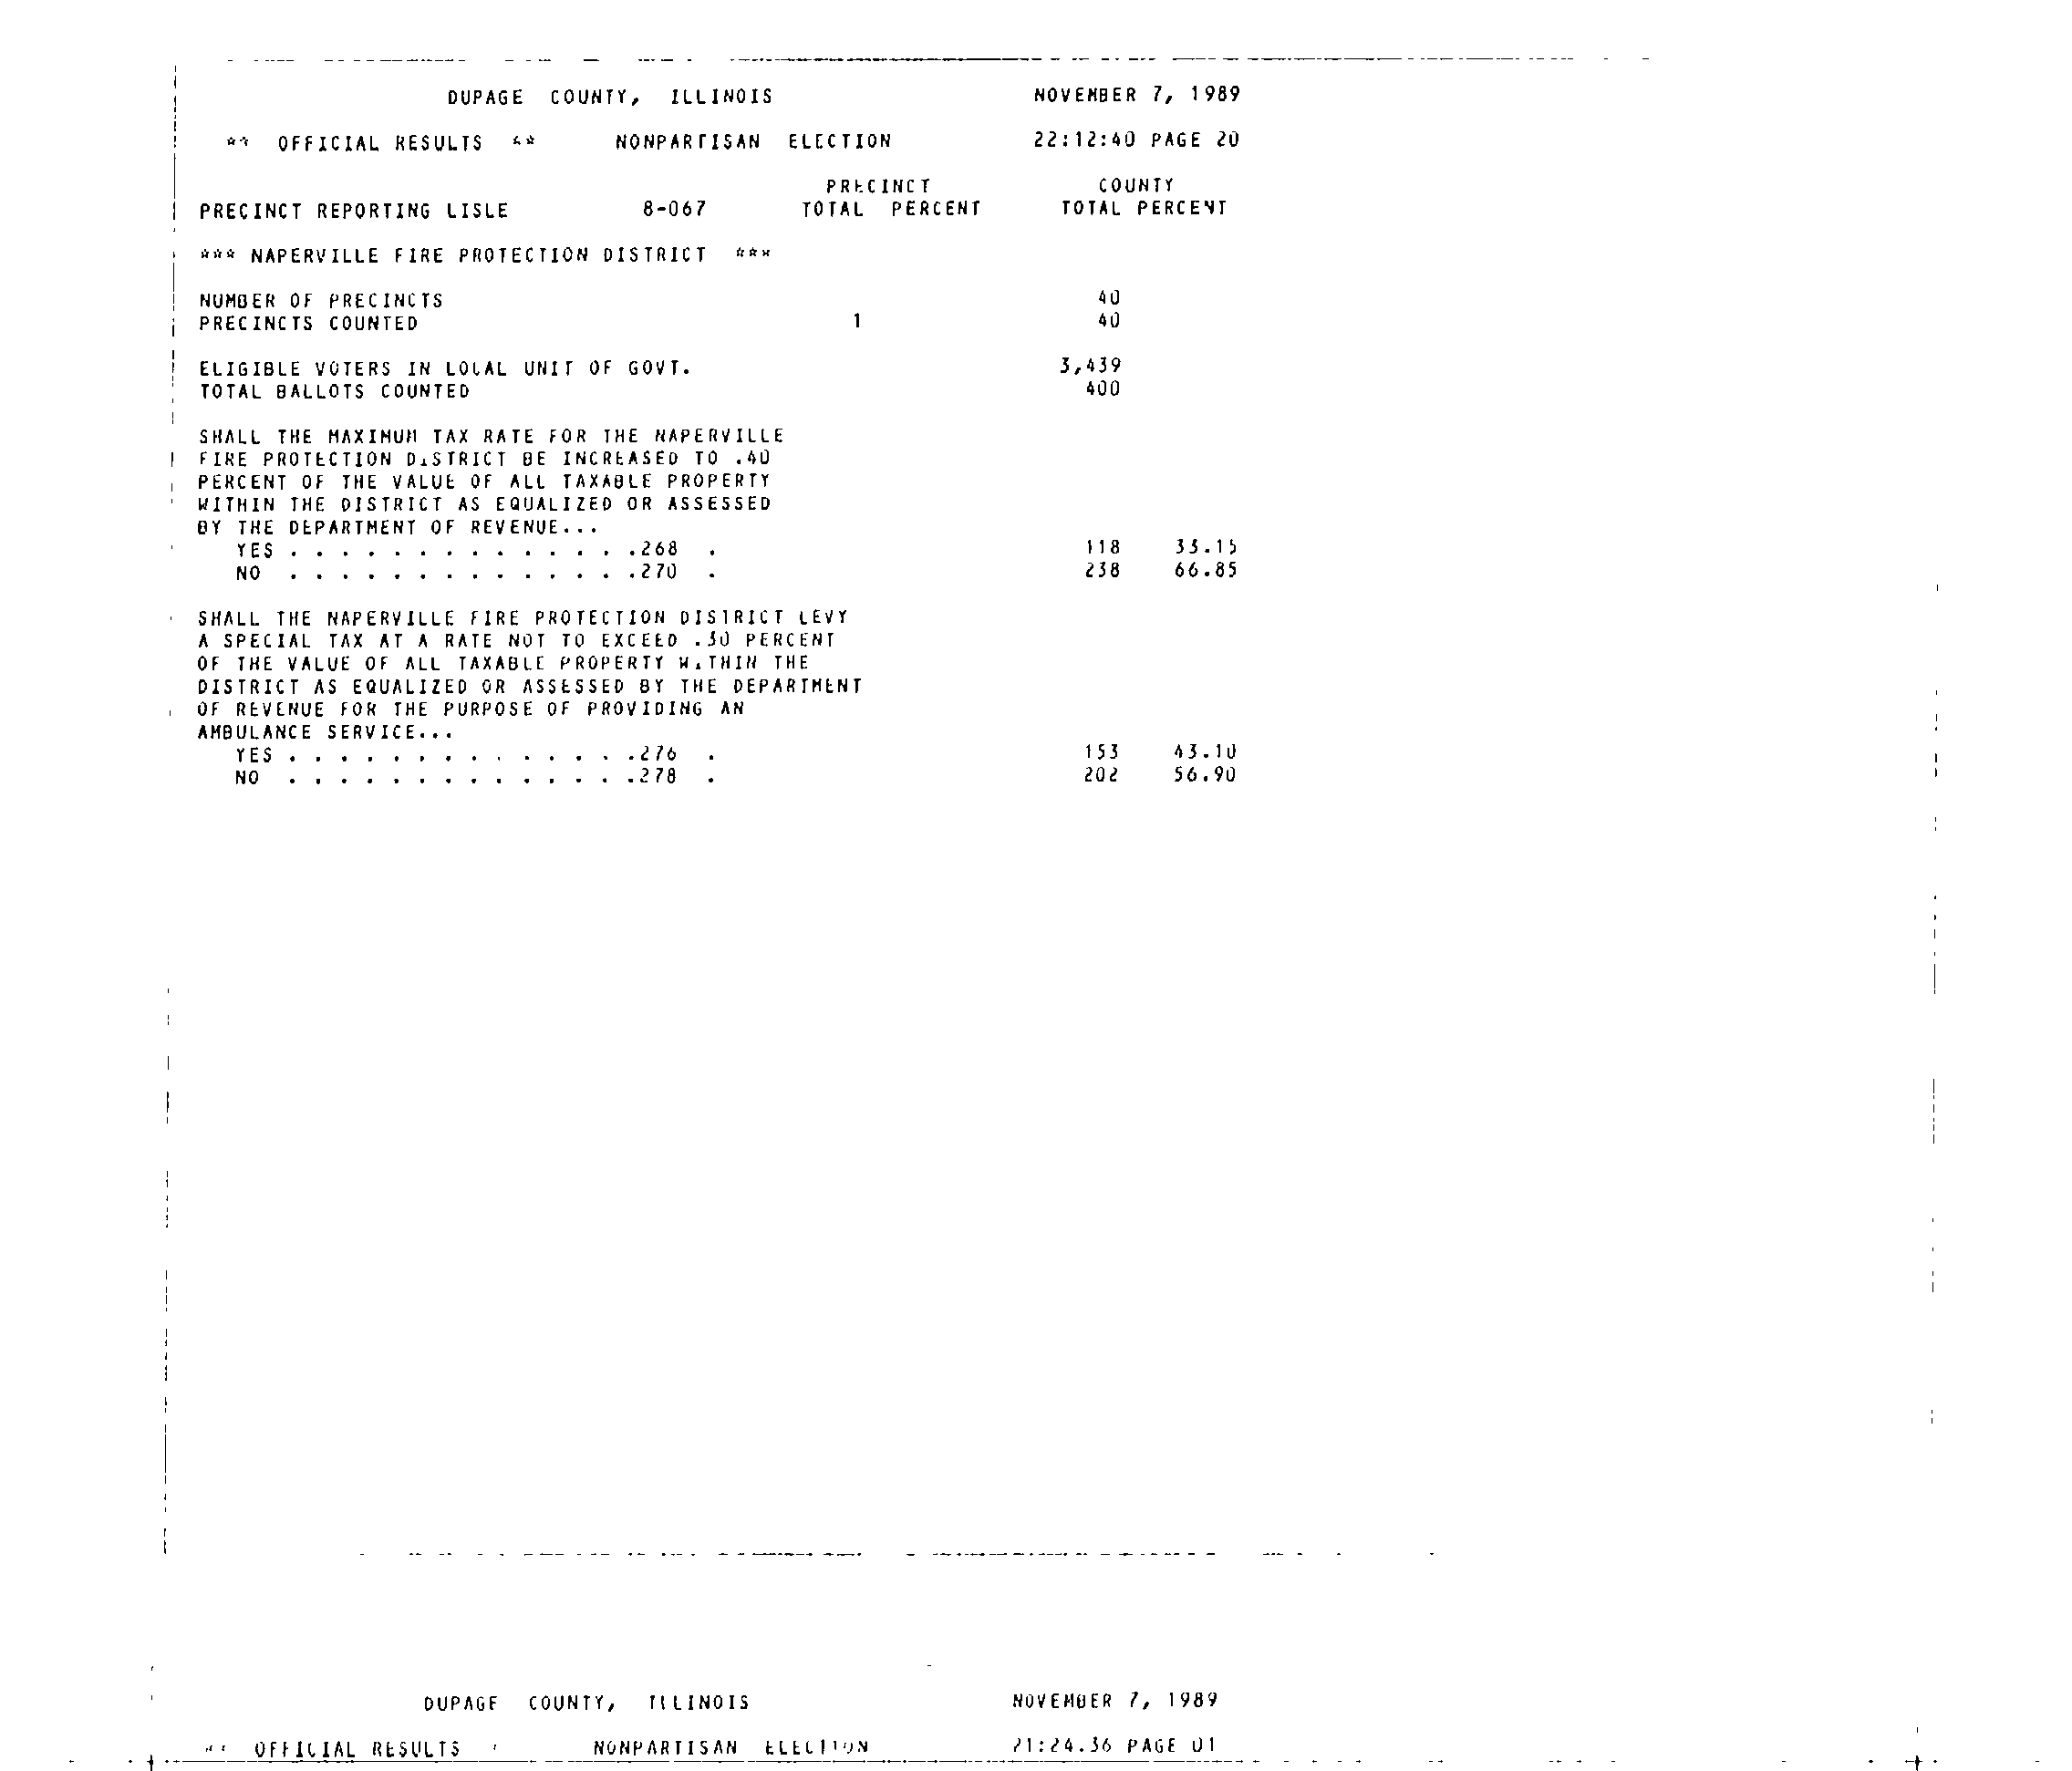 DUPAGE COUNTY, ILLINOIS NOVEMBER 7, 1989
** OFFICIAL RESULTS ** NONPARTISAN ELECTION 22:12:40 PAGE 20
PRECINCT COUNTY
PRECINCT REPORTING LISLE 8-067 TOTAL PERCENT TOTAL PERCENT
*** NAPERVILLE FIRE PROTECTION DISTRICT ***
NUMBER OF PRECINCTS 40
PRECINCTS COUNTED 1 40
ELIGIBLE VOTERS IN LOCAL UNIT OF GOVT. 3,439
TOTAL BALLOTS COUNTED 400
SHALL THE MAXIMUM TAX RATE FOR THE NAPERVILLE
FIRE PROTECTION DISTRICT BE INCREASED TO .40
PERCENT OF THE VALUE OF ALL TAXABLE PROPERTY
WITHIN THE DISTRICT AS EQUALIZED OR ASSESSED
BY THE DEPARTMENT OF REVENUE...
YES . . . . . . . . . . . . . .268 . 118 33.15
NO . . . . . . . . . . . . . .270 . 238 66.85
SHALL THE NAPERVILLE FIRE PROTECTION DISTRICT LEVY
A SPECIAL TAX AT A RATE NOT TO EXCEED .30 PERCENT
OF THE VALUE OF ALL TAXABLE PROPERTY WITHIN THE
DISTRICT AS EQUALIZED OR ASSESSED BY THE DEPARTMENT
OF REVENUE FOR THE PURPOSE OF PROVIDING AN
AMBULANCE SERVICE...
YES . . . . . . . . . . . . . .276 . 153 43.10
NO . . . . . . . . . . . . . .278 . 202 56.90
DUPAGE COUNTY, ILLINOIS NOVEMBER 7, 1989
** OFFICIAL RESULTS NONPARTISAN ELECTION 21:24.36 PAGE 01